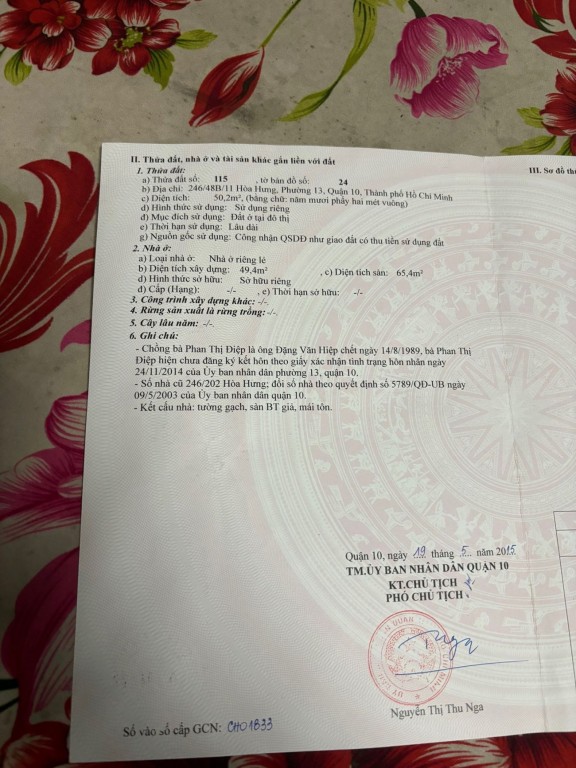 II. Thửa đất, nhà ở và tài sản khác gắn liền với đất
1. Thửa đất:
a) Thửa đất số: 115 , tờ bản đồ số: 24
b) Địa chỉ: 246/48B/11 Hòa Hưng, Phường 13, Quận 10, Thành phố Hồ Chí Minh
c) Diện tích: 50,2m², (bằng chữ: năm mươi phẩy hai mét vuông)
d) Hình thức sử dụng: Sử dụng riêng
đ) Mục đích sử dụng: Đất ở tại đô thị
e) Thời hạn sử dụng: Lâu dài
g) Nguồn gốc sử dụng: Công nhận QSDĐ như giao đất có thu tiền sử dụng đất
2. Nhà ở:
a) Loại nhà ở: Nhà ở riêng lẻ
b) Diện tích xây dựng: 49,4m² , c) Diện tích sàn: 65,4m²
d) Hình thức sở hữu: Sở hữu riêng
đ) Cấp (Hạng): -/- , e) Thời hạn sở hữu: -/-
3. Công trình xây dựng khác: -/-.
4. Rừng sản xuất là rừng trồng: -/-.
5. Cây lâu năm: -/-.
6. Ghi chú:
- Chồng bà Phan Thị Điệp là ông Đặng Văn Hiệp chết ngày 14/8/1989, bà Phan Thị
Điệp hiện chưa đăng ký kết hôn theo giấy xác nhận tình trạng hôn nhân ngày
24/11/2014 của Ủy ban nhân dân phường 13, quận 10.
- Số nhà cũ 246/202 Hòa Hưng; đổi số nhà theo quyết định số 5789/QĐ-UB ngày
09/5/2003 của Ủy ban nhân dân quận 10.
- Kết cấu nhà: tường gạch, sàn BT giả, mái tôn.
III. Sơ đồ
Quận 10, ngày 19 tháng 5 năm 2015
TM.ỦY BAN NHÂN DÂN QUẬN 10
KT.CHỦ TỊCH
PHÓ CHỦ TỊCH
Nguyễn Thị Thu Nga
Số vào sổ cấp GCN: CH01833